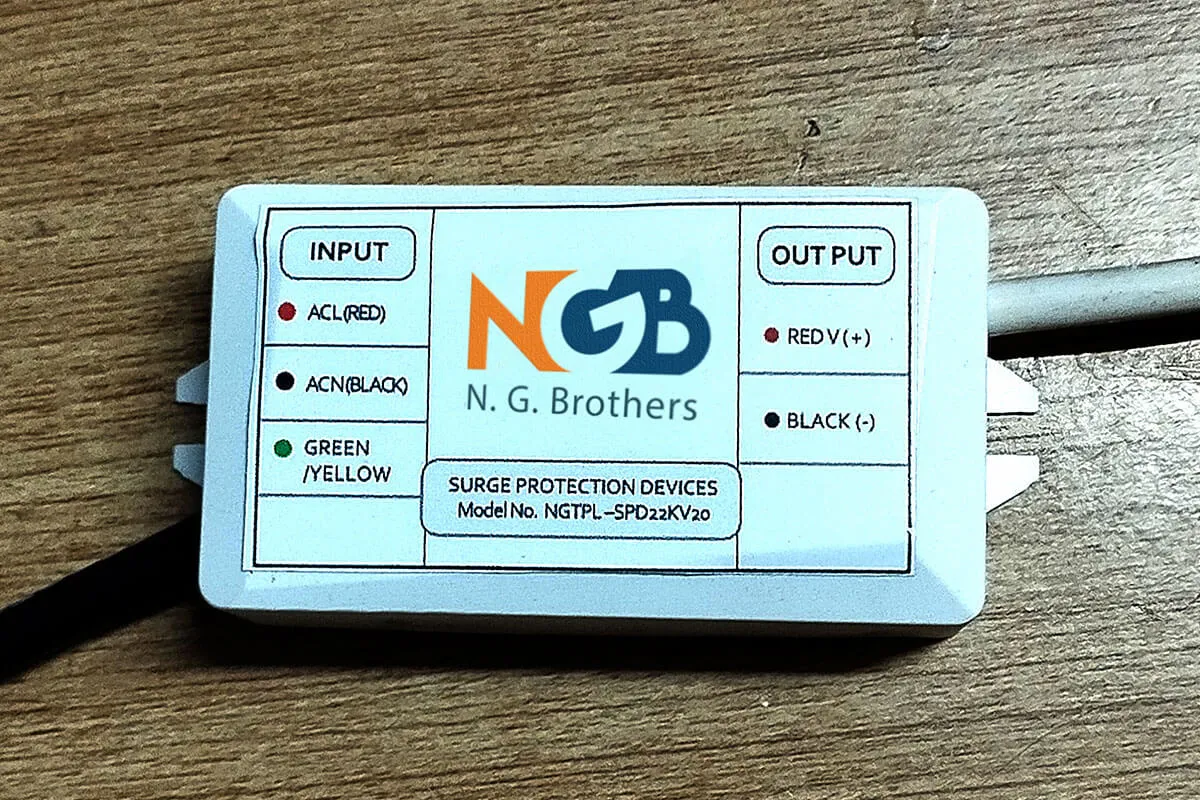 INPUT
ACL(RED)
ACN(BLACK)
GREEN
/YELLOW
NGB
N. G. Brothers
SURGE PROTECTION DEVICES
Model No. NGTPL-SPD22KV20
OUT PUT
RED V (+)
BLACK (-)